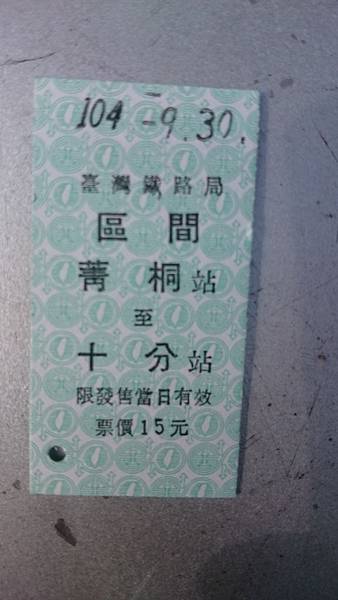 104 -9.30.
臺灣鐵路局
區間
菁桐站
至
十分站
限發售當日有效
票價15元